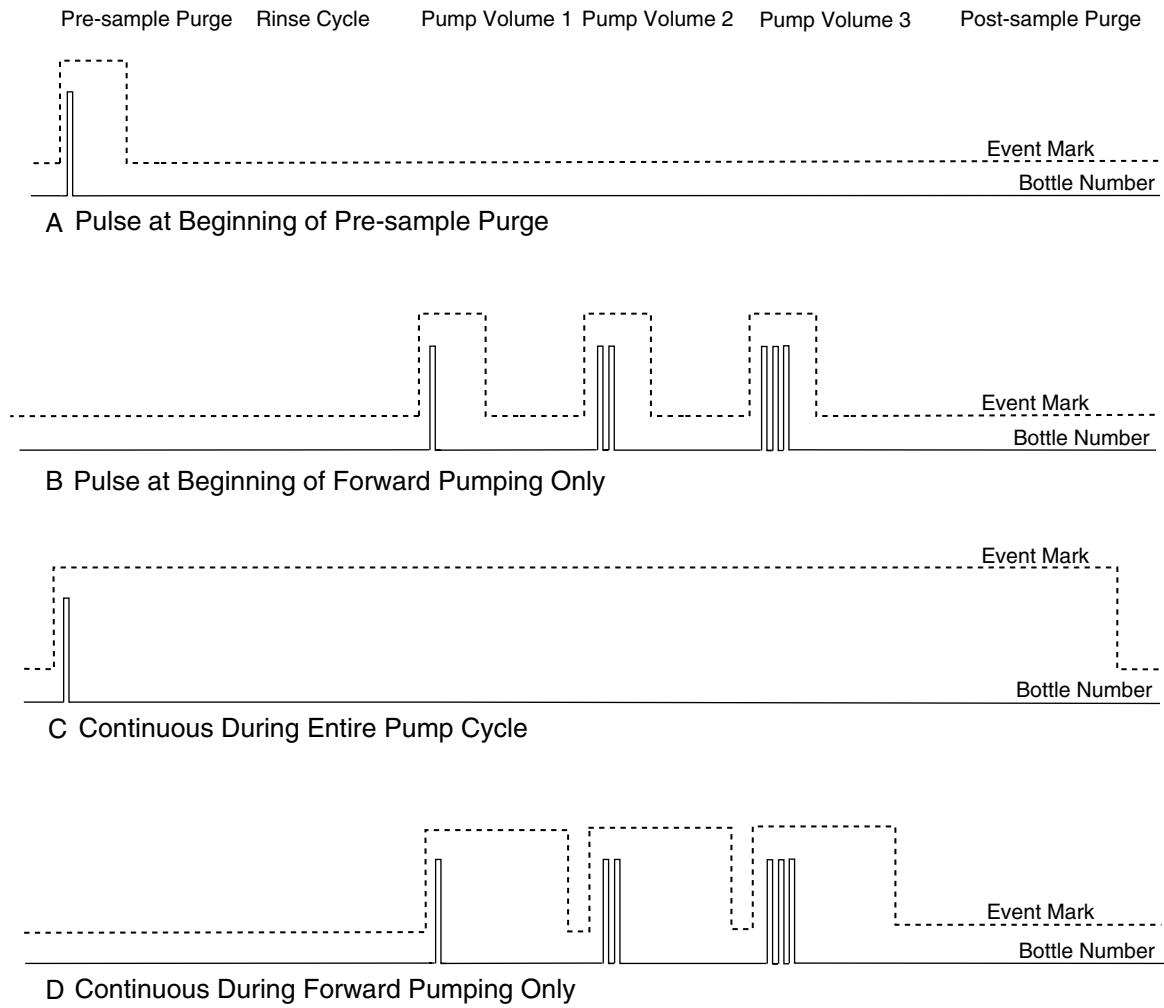 Pre-sample Purge Rinse Cycle Pump Volume 1 Pump Volume 2 Pump Volume 3 Post-sample Purge
Event Mark
Bottle Number
A Pulse at Beginning of Pre-sample Purge
Event Mark
Bottle Number
B Pulse at Beginning of Forward Pumping Only
Event Mark
Bottle Number
C Continuous During Entire Pump Cycle
Event Mark
Bottle Number
D Continuous During Forward Pumping Only